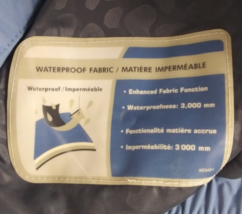 WATERPROOF FABRIC / MATIÈRE IMPERMÉABLE
Waterproof / Imperméable
• Enhanced Fabric Function
• Waterproofness: 3,000 mm
• Fonctionalité matière accrue
• Imperméabilité: 3 000 mm